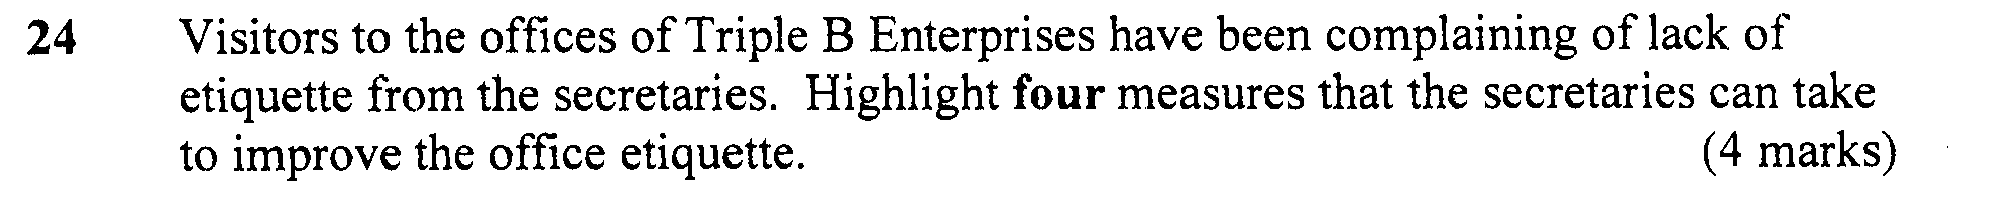 24 Visitors to the offices of Triple B Enterprises have been complaining of lack of
etiquette from the secretaries. Highlight four measures that the secretaries can take
to improve the office etiquette. (4 marks)